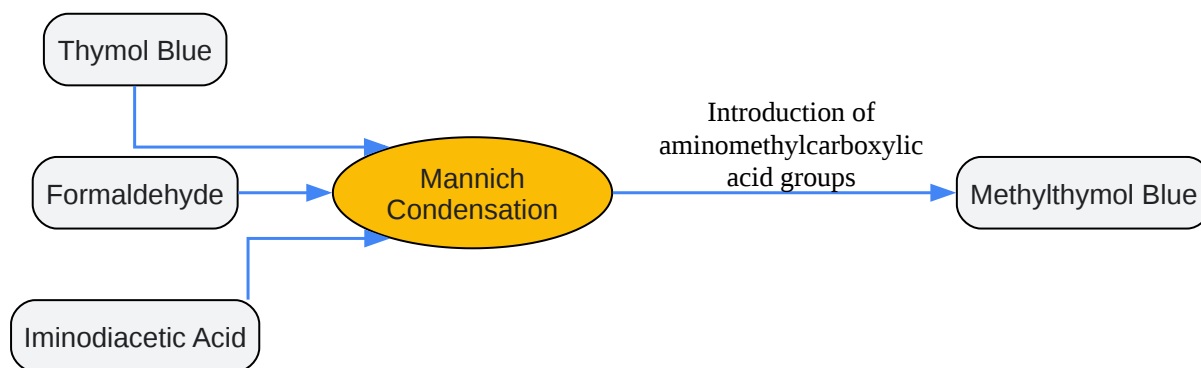 Thymol Blue
Formaldehyde
Iminodiacetic Acid
Mannich
Condensation
Introduction of
aminomethylcarboxylic
acid groups
Methylthymol Blue